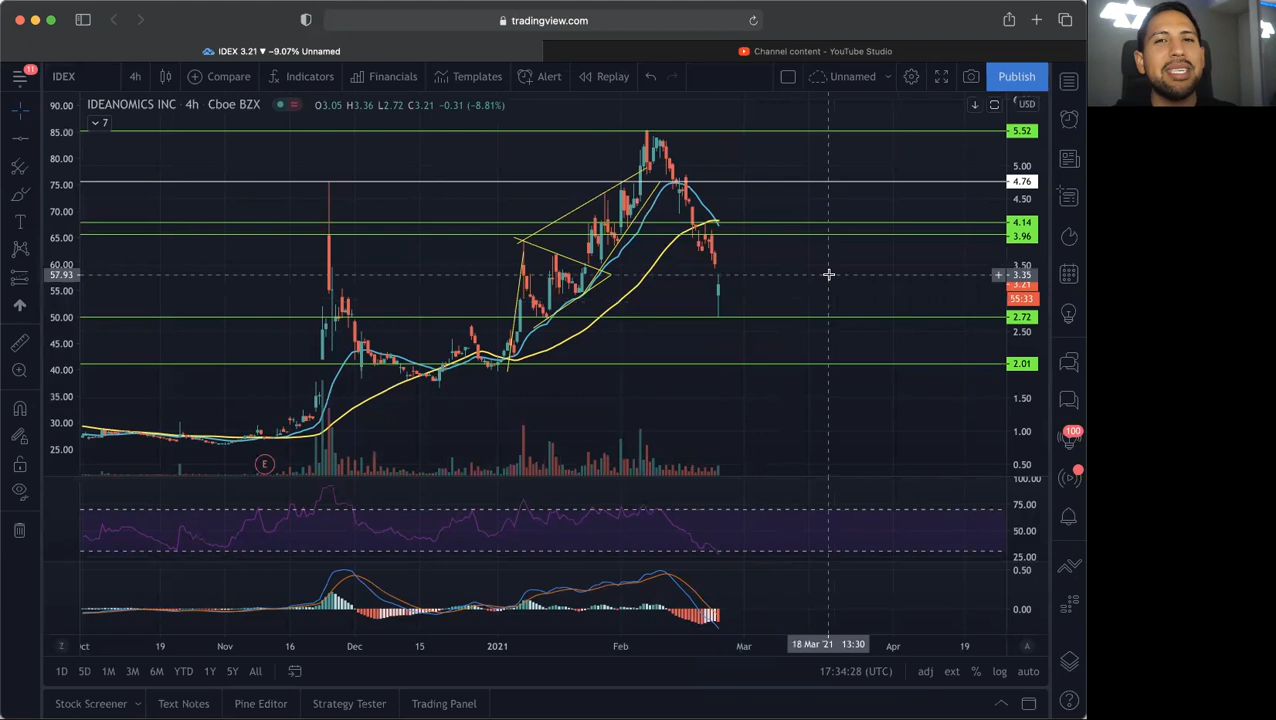 tradingview.com
IDEX 3.21 ▼ −9.07% Unnamed
Channel content - YouTube Studio
11
IDEX
4h
Compare
Indicators
Financials
Templates
Alert
Replay
Unnamed
Publish
IDEANOMICS INC 4h Cboe BZX O3.05 H3.36 L2.72 C3.21 −0.31 (−8.81%)
USD
7
90.00
85.00
80.00
75.00
70.00
65.00
60.00
57.93
55.00
50.00
45.00
40.00
35.00
30.00
25.00
5.52
5.00
4.76
4.50
4.14
3.96
3.50
3.35
3.21
55:33
2.72
2.50
2.01
1.50
1.00
0.50
E
100.00
75.00
50.00
25.00
0.50
0.00
100
Z
19
Nov
16
Dec
15
2021
Feb
Mar
18 Mar '21 13:30
Apr
19
A
1D
5D
1M
3M
6M
YTD
1Y
5Y
All
17:34:28 (UTC)
adj
ext
%
log
auto
Stock Screener
Text Notes
Pine Editor
Strategy Tester
Trading Panel